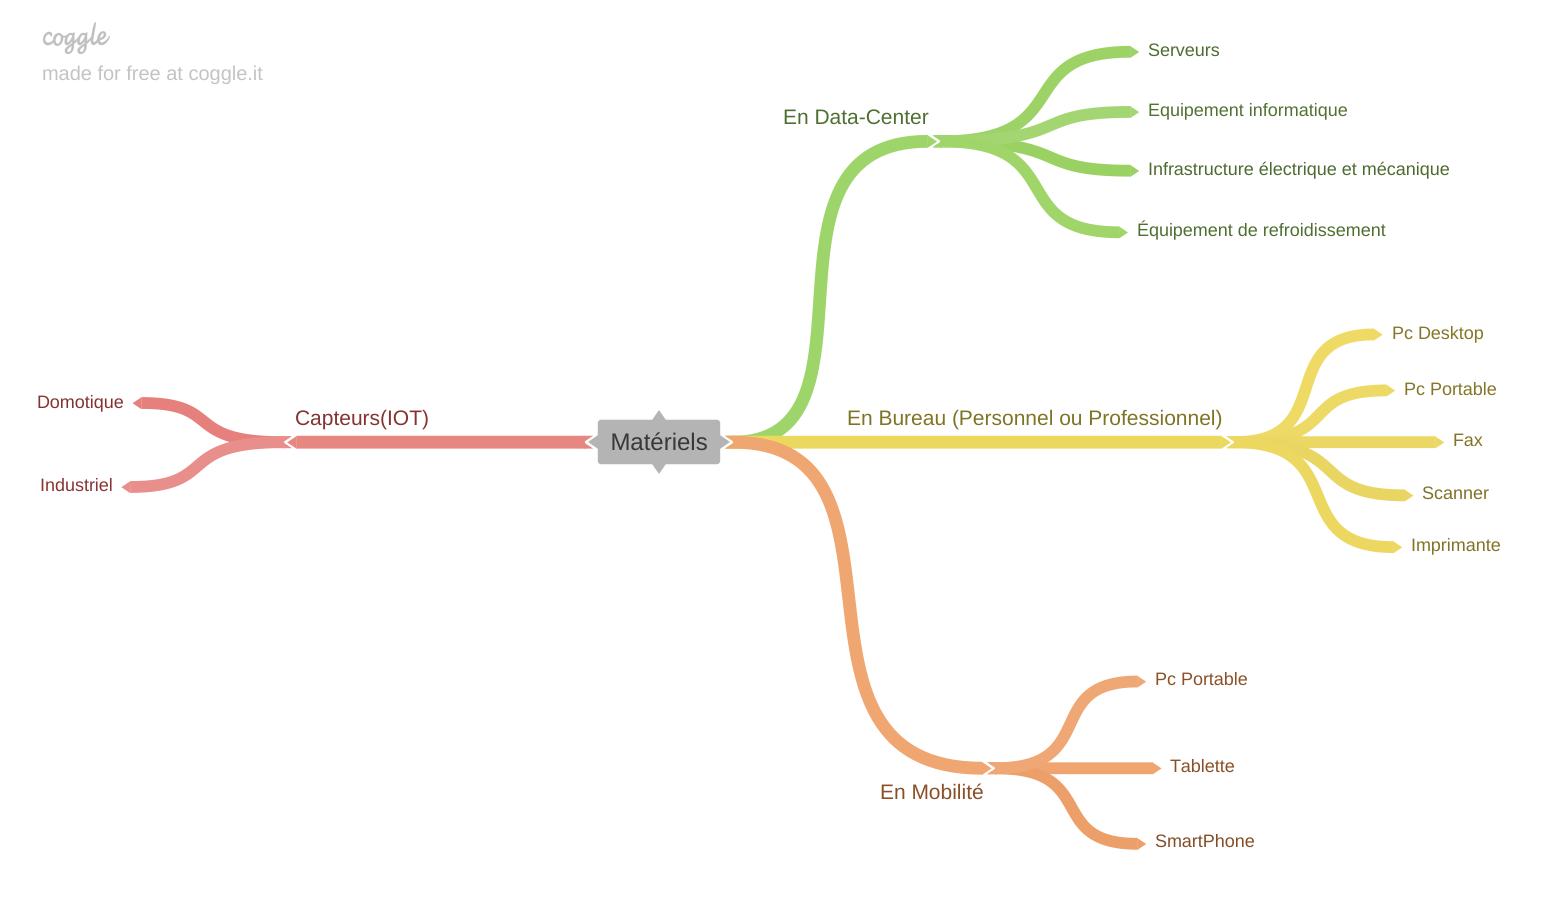 coggle
made for free at coggle.it
Serveurs
En Data-Center
Equipement informatique
Infrastructure électrique et mécanique
Équipement de refroidissement
Pc Desktop
Pc Portable
En Bureau (Personnel ou Professionnel)
Fax
Scanner
Imprimante
Domotique
Capteurs(IOT)
Industriel
Matériels
Pc Portable
Tablette
En Mobilité
SmartPhone